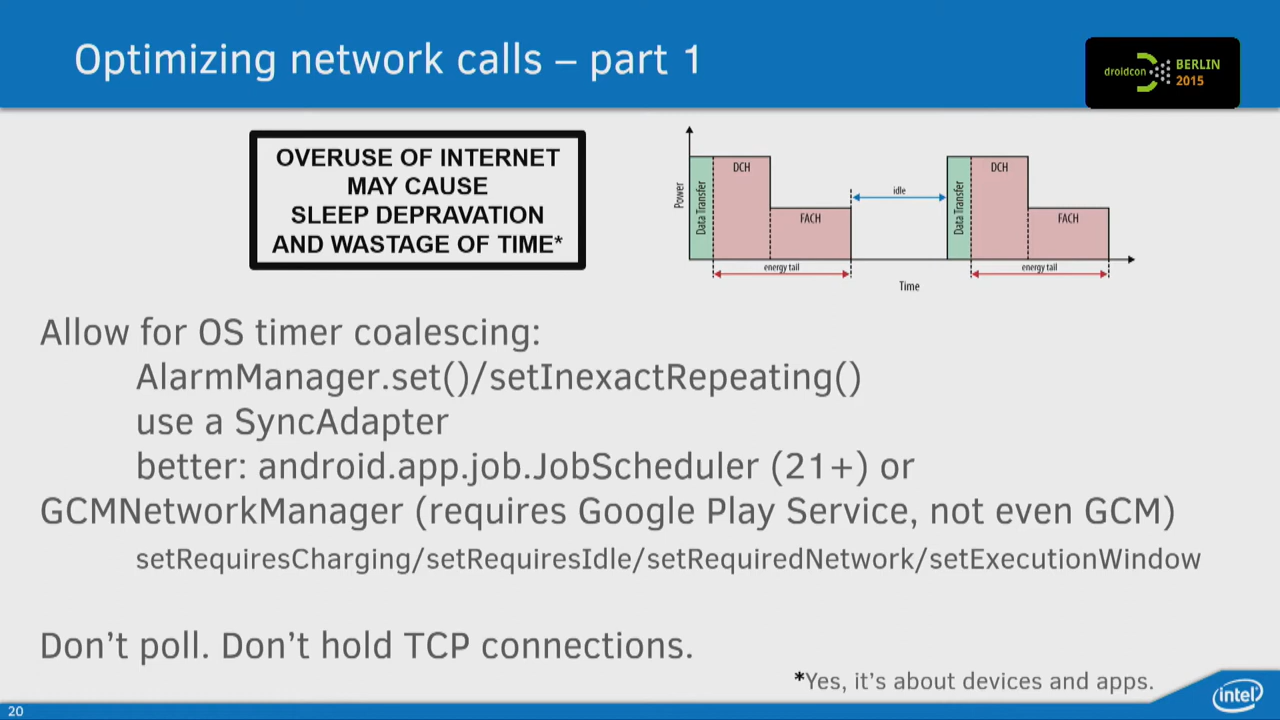 Optimizing network calls – part 1
droidcon
BERLIN
2015
OVERUSE OF INTERNET
MAY CAUSE
SLEEP DEPRAVATION
AND WASTAGE OF TIME*
Power
Data Transfer
DCH
FACH
energy tail
idle
Data Transfer
DCH
FACH
energy tail
Time
Allow for OS timer coalescing:
AlarmManager.set()/setInexactRepeating()
use a SyncAdapter
better: android.app.job.JobScheduler (21+) or
GCMNetworkManager (requires Google Play Service, not even GCM)
setRequiresCharging/setRequiresIdle/setRequiredNetwork/setExecutionWindow
Don't poll. Don't hold TCP connections.
*Yes, it's about devices and apps.
20
intel